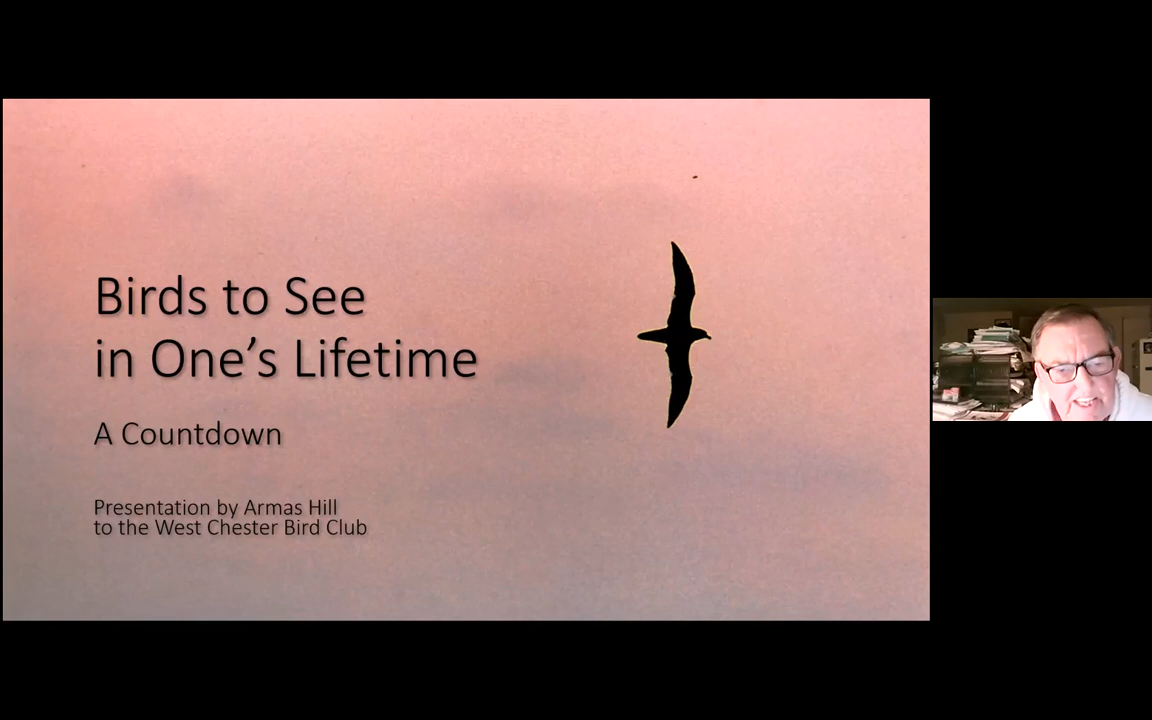 Birds to See
in One’s Lifetime
A Countdown
Presentation by Armas Hill
to the West Chester Bird Club